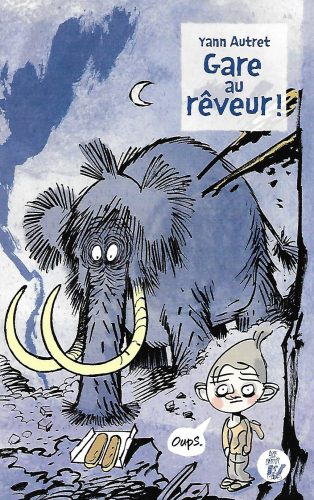 Yann Autret
Gare
au
rêveur !
Oups.